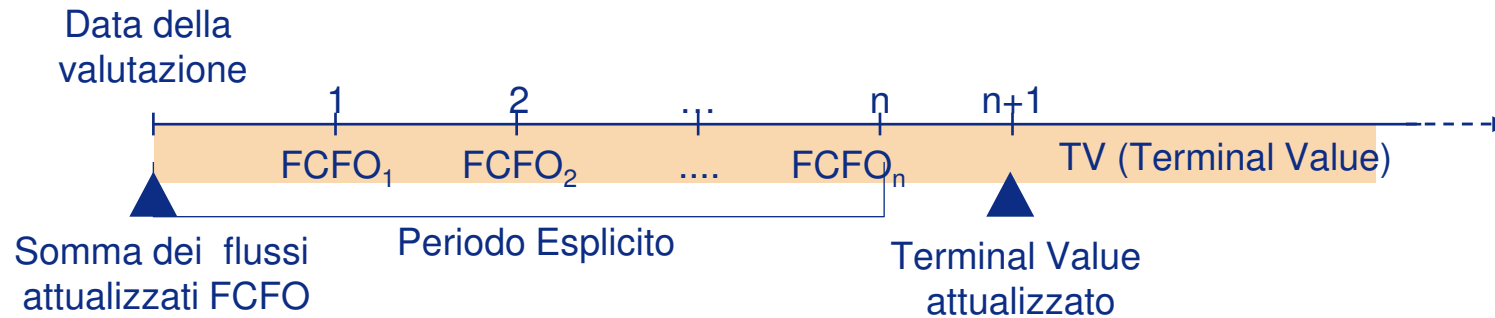 Data della
valutazione
1 2 ... n n+1
FCFO1 FCFO2 .... FCFOn TV (Terminal Value)
Periodo Esplicito
Somma dei flussi
attualizzati FCFO
Terminal Value
attualizzato